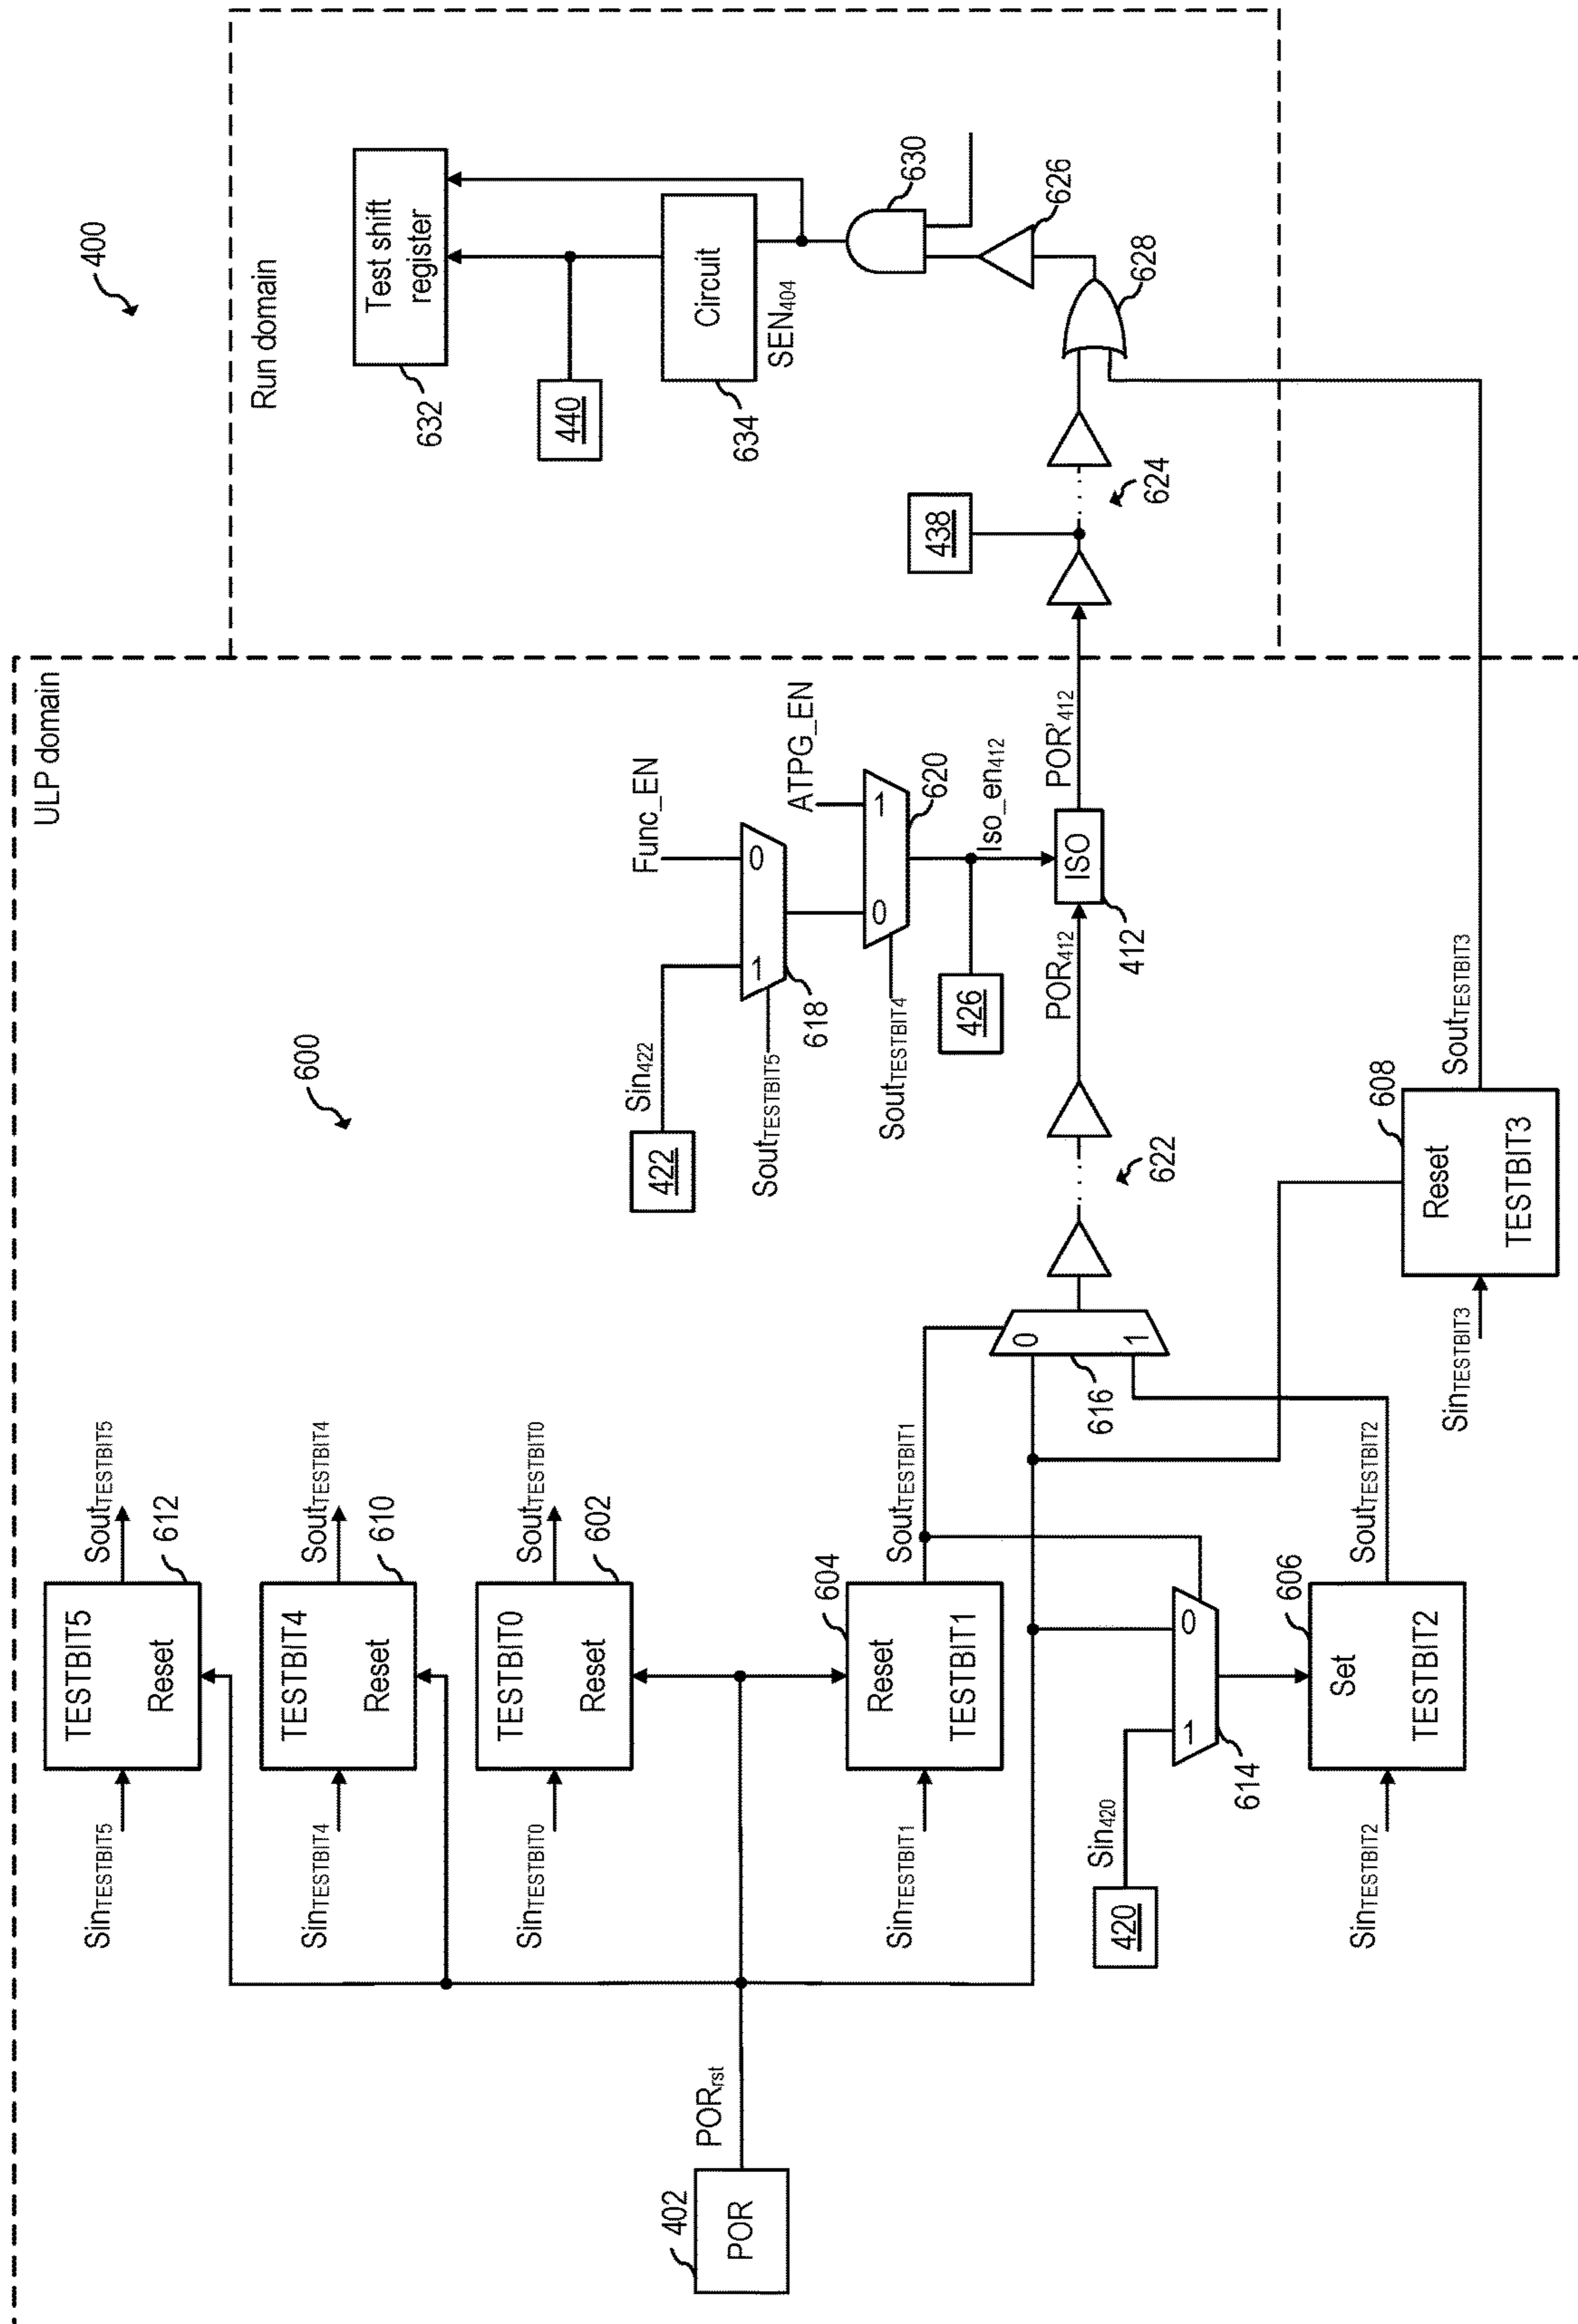 400
Run domain
Test shift
register
632
440
Circuit
634
SEN404
630
626
628
438
624
ULP domain
600
Func_EN
ATPG_EN
Sin422
422
1
0
618
SoutTESTBIT5
0
1
620
SoutTESTBIT4
426
Iso_en412
POR412
ISO
412
POR'412
622
SinTESTBIT5
TESTBIT5
Reset
SoutTESTBIT5
612
SinTESTBIT4
TESTBIT4
Reset
SoutTESTBIT4
610
SinTESTBIT0
TESTBIT0
Reset
SoutTESTBIT0
602
402
POR
PORrst
SinTESTBIT1
Reset
TESTBIT1
604
SoutTESTBIT1
0
1
616
Sin420
420
1
0
614
SinTESTBIT2
Set
TESTBIT2
606
SoutTESTBIT2
SinTESTBIT3
Reset
TESTBIT3
608
SoutTESTBIT3